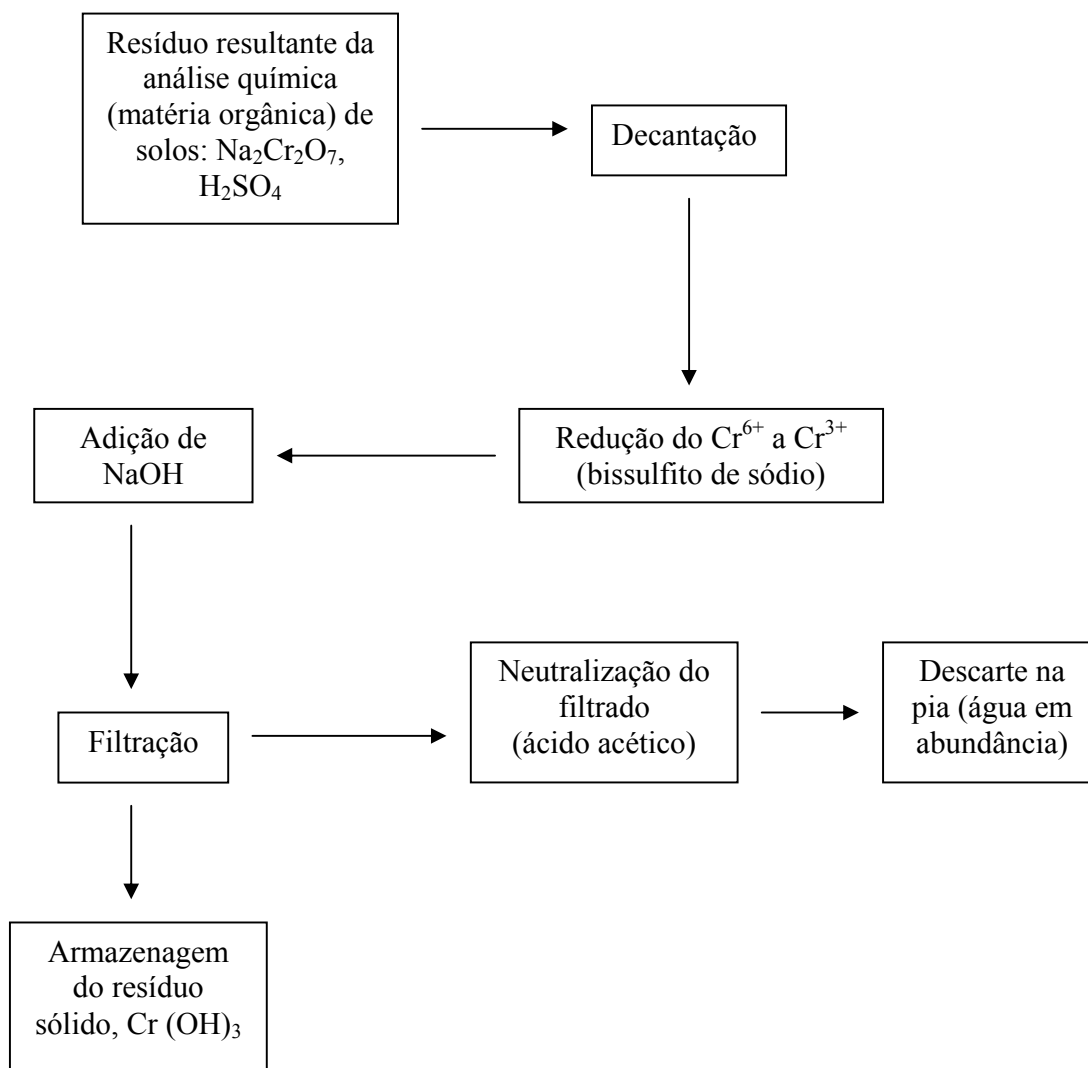 Resíduo resultante da
análise química
(matéria orgânica) de
solos: Na₂Cr₂O₇,
H₂SO₄
Decantação
Redução do Cr⁶⁺ a Cr³⁺
(bissulfito de sódio)
Adição de
NaOH
Filtração
Neutralização do
filtrado
(ácido acético)
Descarte na
pia (água em
abundância)
Armazenagem
do resíduo
sólido, Cr (OH)₃